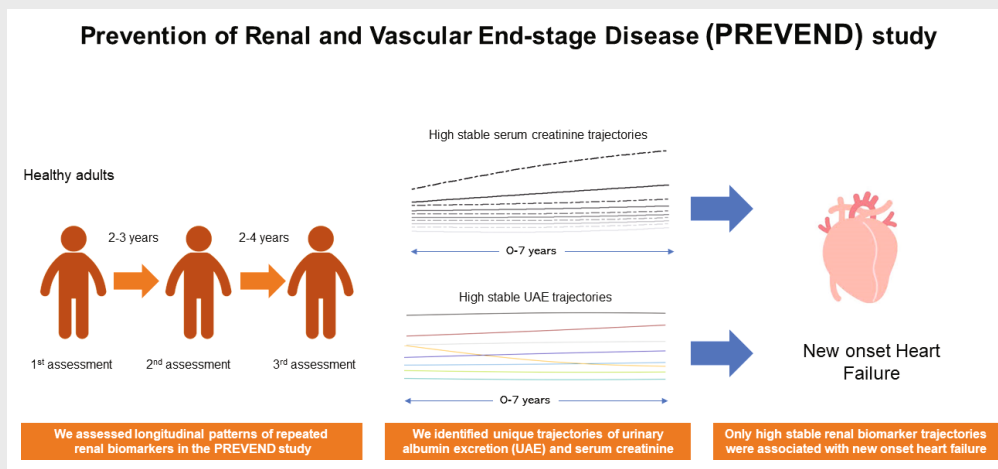 Prevention of Renal and Vascular End-stage Disease (PREVEND) study
Healthy adults
2-3 years
2-4 years
1st assessment
2nd assessment
3rd assessment
We assessed longitudinal patterns of repeated
renal biomarkers in the PREVEND study
High stable serum creatinine trajectories
0-7 years
High stable UAE trajectories
0-7 years
We identified unique trajectories of urinary
albumin excretion (UAE) and serum creatinine
New onset Heart
Failure
Only high stable renal biomarker trajectories
were associated with new onset heart failure